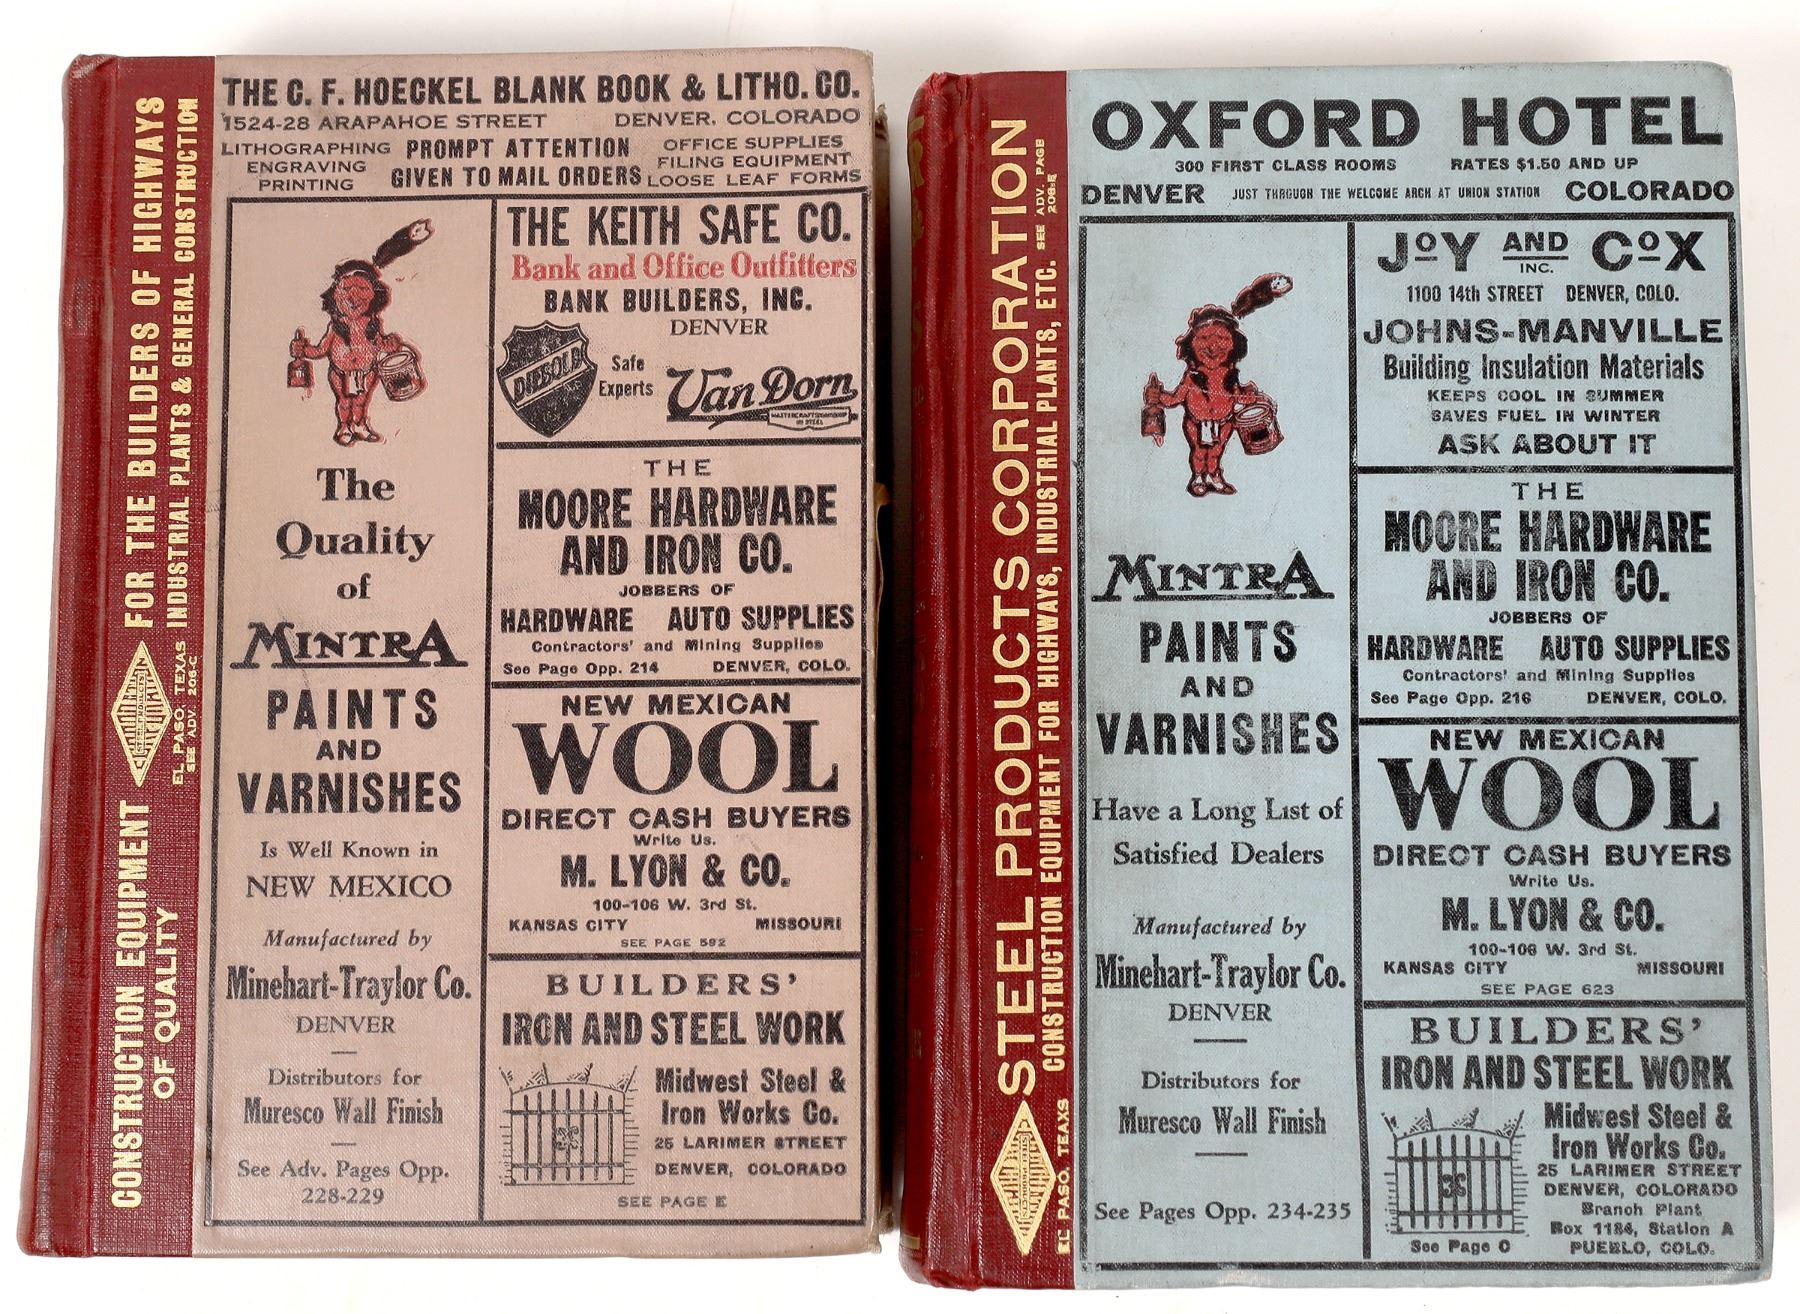 CONSTRUCTION EQUIPMENT
OF QUALITY
EL PASO, TEXAS
SEE ADV. 206-C
FOR THE BUILDERS OF HIGHWAYS
INDUSTRIAL PLANTS & GENERAL CONSTRUCTION
THE C. F. HOECKEL BLANK BOOK & LITHO. CO.
1524-28 ARAPAHOE STREET DENVER, COLORADO
LITHOGRAPHING
ENGRAVING
PRINTING
PROMPT ATTENTION
GIVEN TO MAIL ORDERS
OFFICE SUPPLIES
FILING EQUIPMENT
LOOSE LEAF FORMS
The
Quality
of
MINTRA
PAINTS
AND
VARNISHES
Is Well Known in
NEW MEXICO
Manufactured by
Minehart-Traylor Co.
DENVER
Distributors for
Muresco Wall Finish
See Adv. Pages Opp.
228-229
THE KEITH SAFE CO.
Bank and Office Outfitters
BANK BUILDERS, INC.
DENVER
DIEBOLD
Safe
Experts
Van Dorn
MASTERCRAFTSMANSHIP
IN STEEL
THE
MOORE HARDWARE
AND IRON CO.
JOBBERS OF
HARDWARE AUTO SUPPLIES
Contractors' and Mining Supplies
See Page Opp. 214 DENVER, COLO.
NEW MEXICAN
WOOL
DIRECT CASH BUYERS
Write Us.
M. LYON & CO.
100-106 W. 3rd St.
KANSAS CITY MISSOURI
SEE PAGE 592
BUILDERS'
IRON AND STEEL WORK
Midwest Steel &
Iron Works Co.
25 LARIMER STREET
DENVER, COLORADO
SEE PAGE E
STEEL PRODUCTS CORPORATION
SEE ADV. PAGE
206-E
EL PASO, TEAXS
CONSTRUCTION EQUIPMENT FOR HIGHWAYS, INDUSTRIAL PLANTS, ETC.
OXFORD HOTEL
300 FIRST CLASS ROOMS RATES $1.50 AND UP
DENVER JUST THROUGH THE WELCOME ARCH AT UNION STATION COLORADO
MINTRA
PAINTS
AND
VARNISHES
Have a Long List of
Satisfied Dealers
Manufactured by
Minehart-Traylor Co.
DENVER
Distributors for
Muresco Wall Finish
See Pages Opp. 234-235
JOY AND COX
INC.
1100 14th STREET DENVER, COLO.
JOHNS-MANVILLE
Building Insulation Materials
KEEPS COOL IN SUMMER
SAVES FUEL IN WINTER
ASK ABOUT IT
THE
MOORE HARDWARE
AND IRON CO.
JOBBERS OF
HARDWARE AUTO SUPPLIES
Contractors' and Mining Supplies
See Page Opp. 216 DENVER, COLO.
NEW MEXICAN
WOOL
DIRECT CASH BUYERS
Write Us.
M. LYON & CO.
100-106 W. 3rd St.
KANSAS CITY MISSOURI
SEE PAGE 623
BUILDERS'
IRON AND STEEL WORK
Midwest Steel &
Iron Works Co.
25 LARIMER STREET
DENVER, COLORADO
Branch Plant
Box 1184, Station A
PUEBLO, COLO.
See Page C